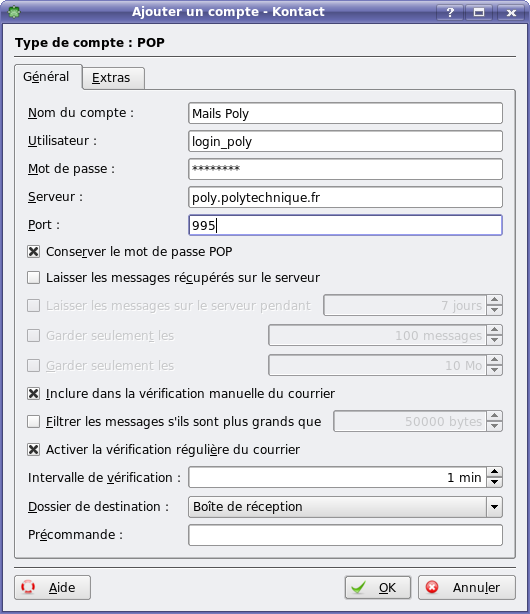 Ajouter un compte - Kontact
Type de compte : POP
Général Extras
Nom du compte : Mails Poly
Utilisateur : login_poly
Mot de passe : ********
Serveur : poly.polytechnique.fr
Port : 995
Conserver le mot de passe POP
Laisser les messages récupérés sur le serveur
Laisser les messages sur le serveur pendant 7 jours
Garder seulement les 100 messages
Garder seulement les 10 Mo
Inclure dans la vérification manuelle du courrier
Filtrer les messages s'ils sont plus grands que 50000 bytes
Activer la vérification régulière du courrier
Intervalle de vérification : 1 min
Dossier de destination : Boîte de réception
Précommande :
Aide OK Annuler